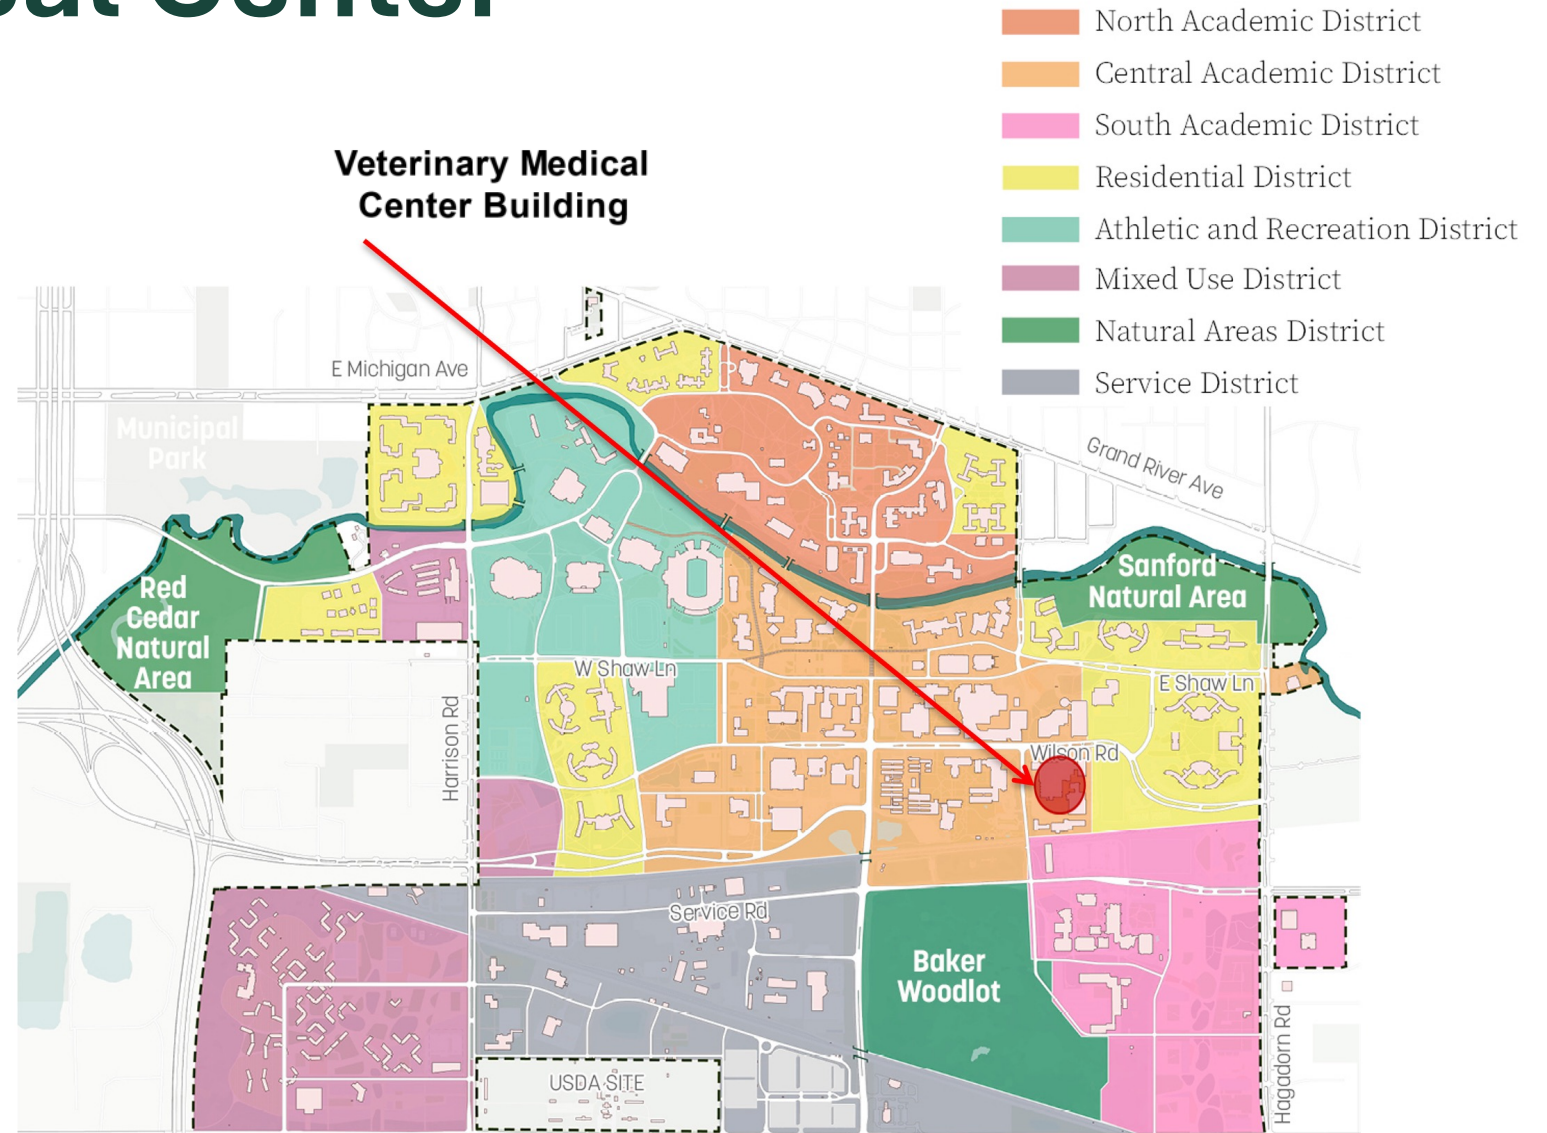 Center
North Academic District
Central Academic District
South Academic District
Residential District
Athletic and Recreation District
Mixed Use District
Natural Areas District
Service District
Veterinary Medical
Center Building
E Michigan Ave
Municipal
Park
Grand River Ave
Red
Cedar
Natural
Area
Sanford
Natural Area
W Shaw Ln
E Shaw Ln
Harrison Rd
Wilson Rd
Service Rd
Baker
Woodlot
Hagadorn Rd
USDA SITE